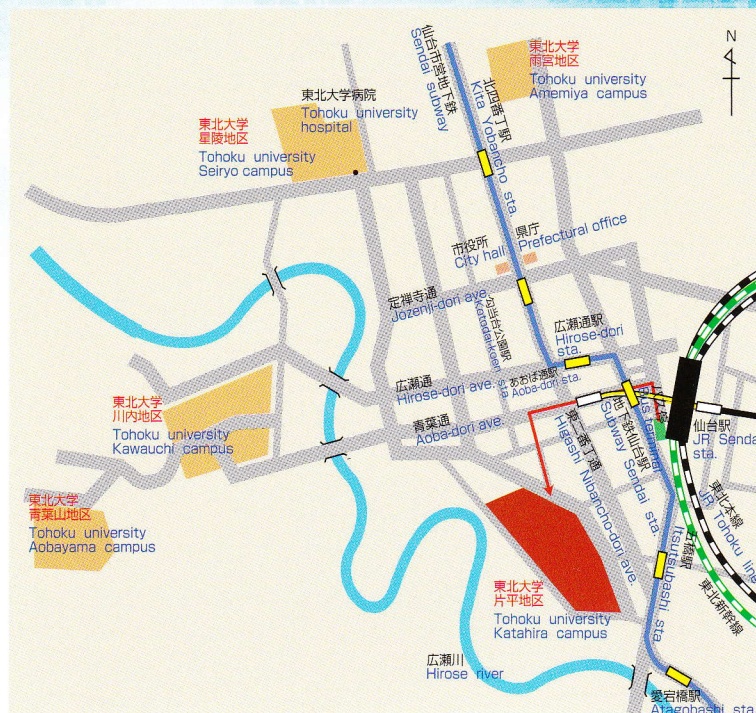 N
仙台市営地下鉄
Sendai subway
東北大学
雨宮地区
Tohoku university
Amemiya campus
東北大学病院
Tohoku university
hospital
北四番丁駅
Kita Yobancho sta.
東北大学
星陵地区
Tohoku university
Seiryo campus
市役所
City hall
県庁
Prefectural office
定禅寺通
Jozenji-dori ave.
勾当台公園駅
Kotodaikoen sta.
広瀬通駅
Hirose-dori
sta.
広瀬通
Hirose-dori ave.
あおば通駅
Aoba-dori sta.
青葉通
Aoba-dori ave.
東二番丁通
Higashi Nibancho-dori ave.
地下鉄仙台駅
Subway Sendai sta.
Bus terminal
仙台駅
JR Senda
sta.
東北本線
JR Tohoku lin
東北新幹線
五橋駅
Itsutsubashi sta
東北大学
川内地区
Tohoku university
Kawauchi campus
東北大学
青葉山地区
Tohoku university
Aobayama campus
東北大学
片平地区
Tohoku university
Katahira campus
広瀬川
Hirose river
愛宕橋駅
Atagobashi sta